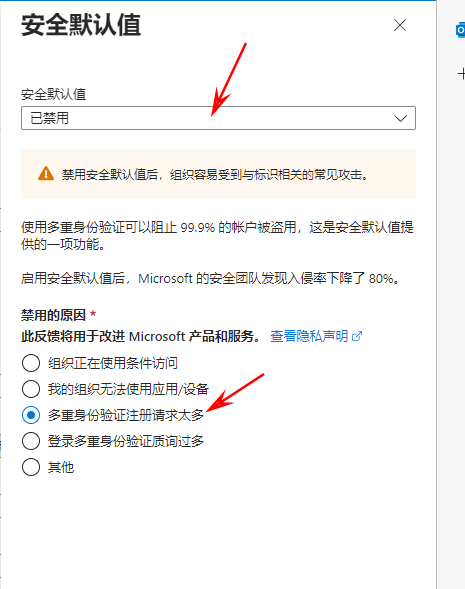 安全默认值
安全默认值
已禁用
禁用安全默认值后，组织容易受到与标识相关的常见攻击。
使用多重身份验证可以阻止 99.9% 的帐户被盗用，这是安全默认值提
供的一项功能。
启用安全默认值后，Microsoft 的安全团队发现入侵率下降了 80%。
禁用的原因 *
此反馈将用于改进 Microsoft 产品和服务。 查看隐私声明
组织正在使用条件访问
我的组织无法使用应用/设备
多重身份验证注册请求太多
登录多重身份验证质询过多
其他